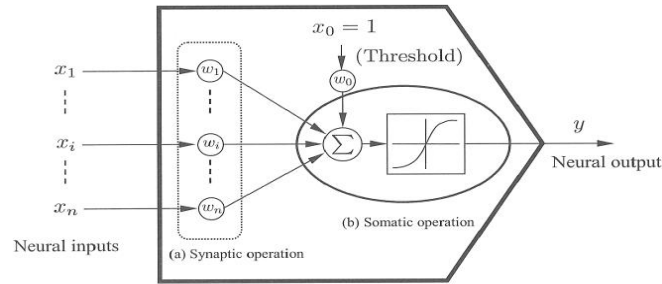 x₀ = 1
(Threshold)
x₁
w₁
w₀
xᵢ
wᵢ
Σ
y
Neural output
xₙ
wₙ
(b) Somatic operation
Neural inputs
(a) Synaptic operation